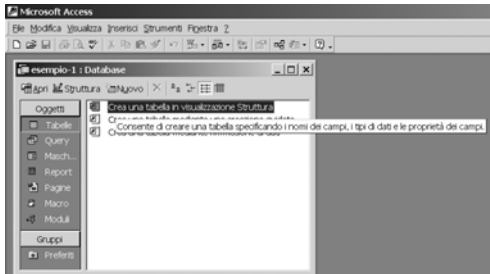 Microsoft Access
File Modifica Visualizza Inserisci Strumenti Finestra ?
esempio-1 : Database
Apri Struttura Nuovo
Oggetti
Tabelle
Query
Masch...
Report
Pagine
Macro
Moduli
Gruppi
Preferiti
Crea una tabella in visualizzazione Struttura
Consente di creare una tabella specificando i nomi dei campi, i tipi di dati e le proprietà dei campi.